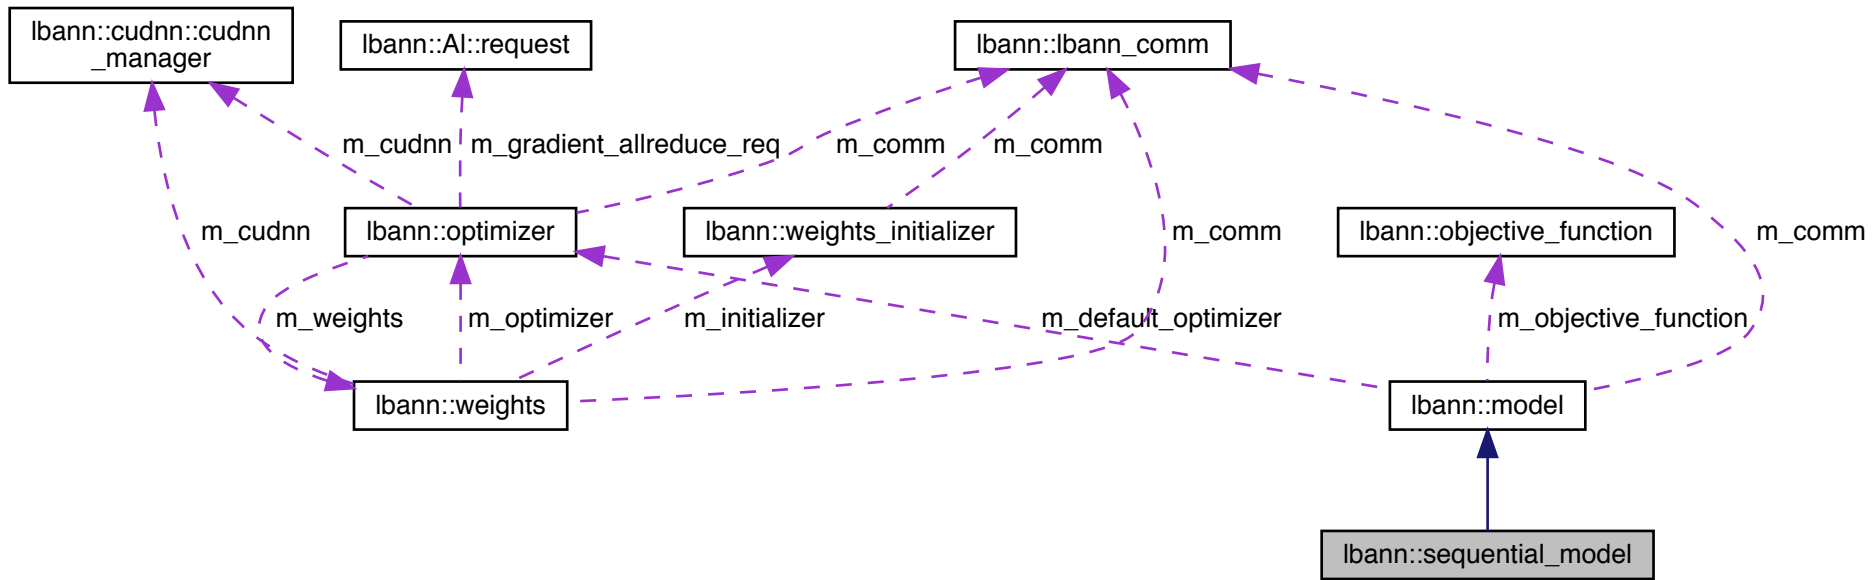 lbann::cudnn::cudnn
_manager
lbann::Al::request
lbann::lbann_comm
m_cudnn
m_gradient_allreduce_req
m_comm
m_comm
m_cudnn
lbann::optimizer
lbann::weights_initializer
m_comm
lbann::objective_function
m_comm
m_weights
m_optimizer
m_initializer
m_default_optimizer
m_objective_function
lbann::weights
lbann::model
lbann::sequential_model